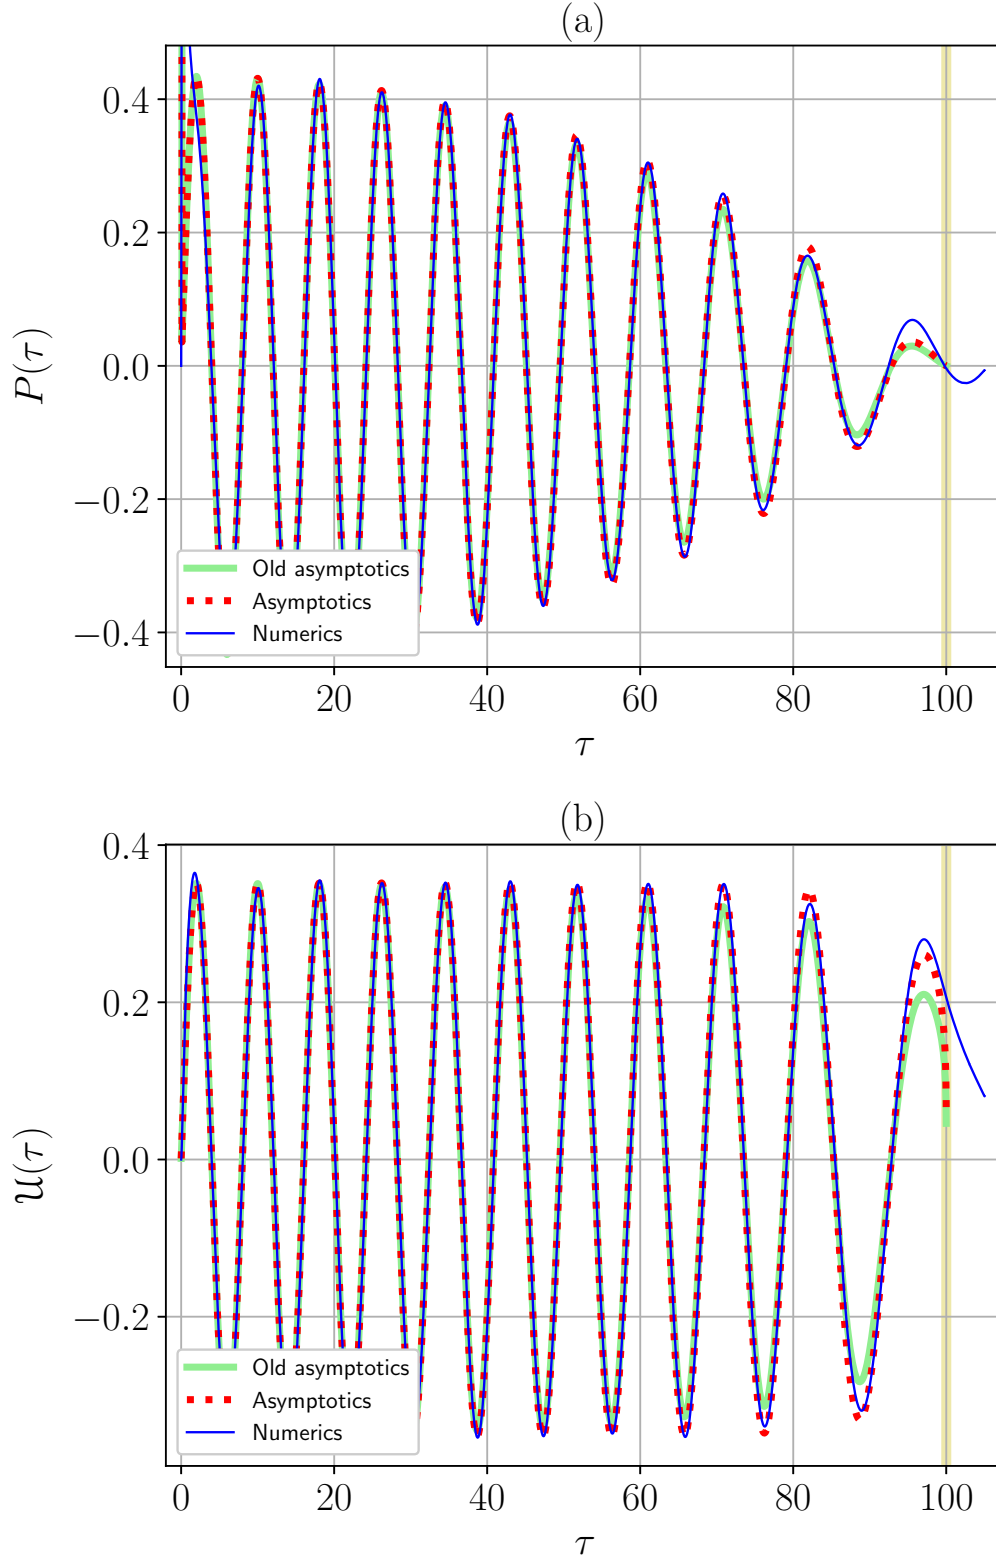 (a)
0.4
0.2
0.0
−0.2
−0.4
P(τ)
Old asymptotics
Asymptotics
Numerics
0 20 40 60 80 100
τ
(b)
0.4
0.2
0.0
−0.2
𝔘(τ)
Old asymptotics
Asymptotics
Numerics
0 20 40 60 80 100
τ